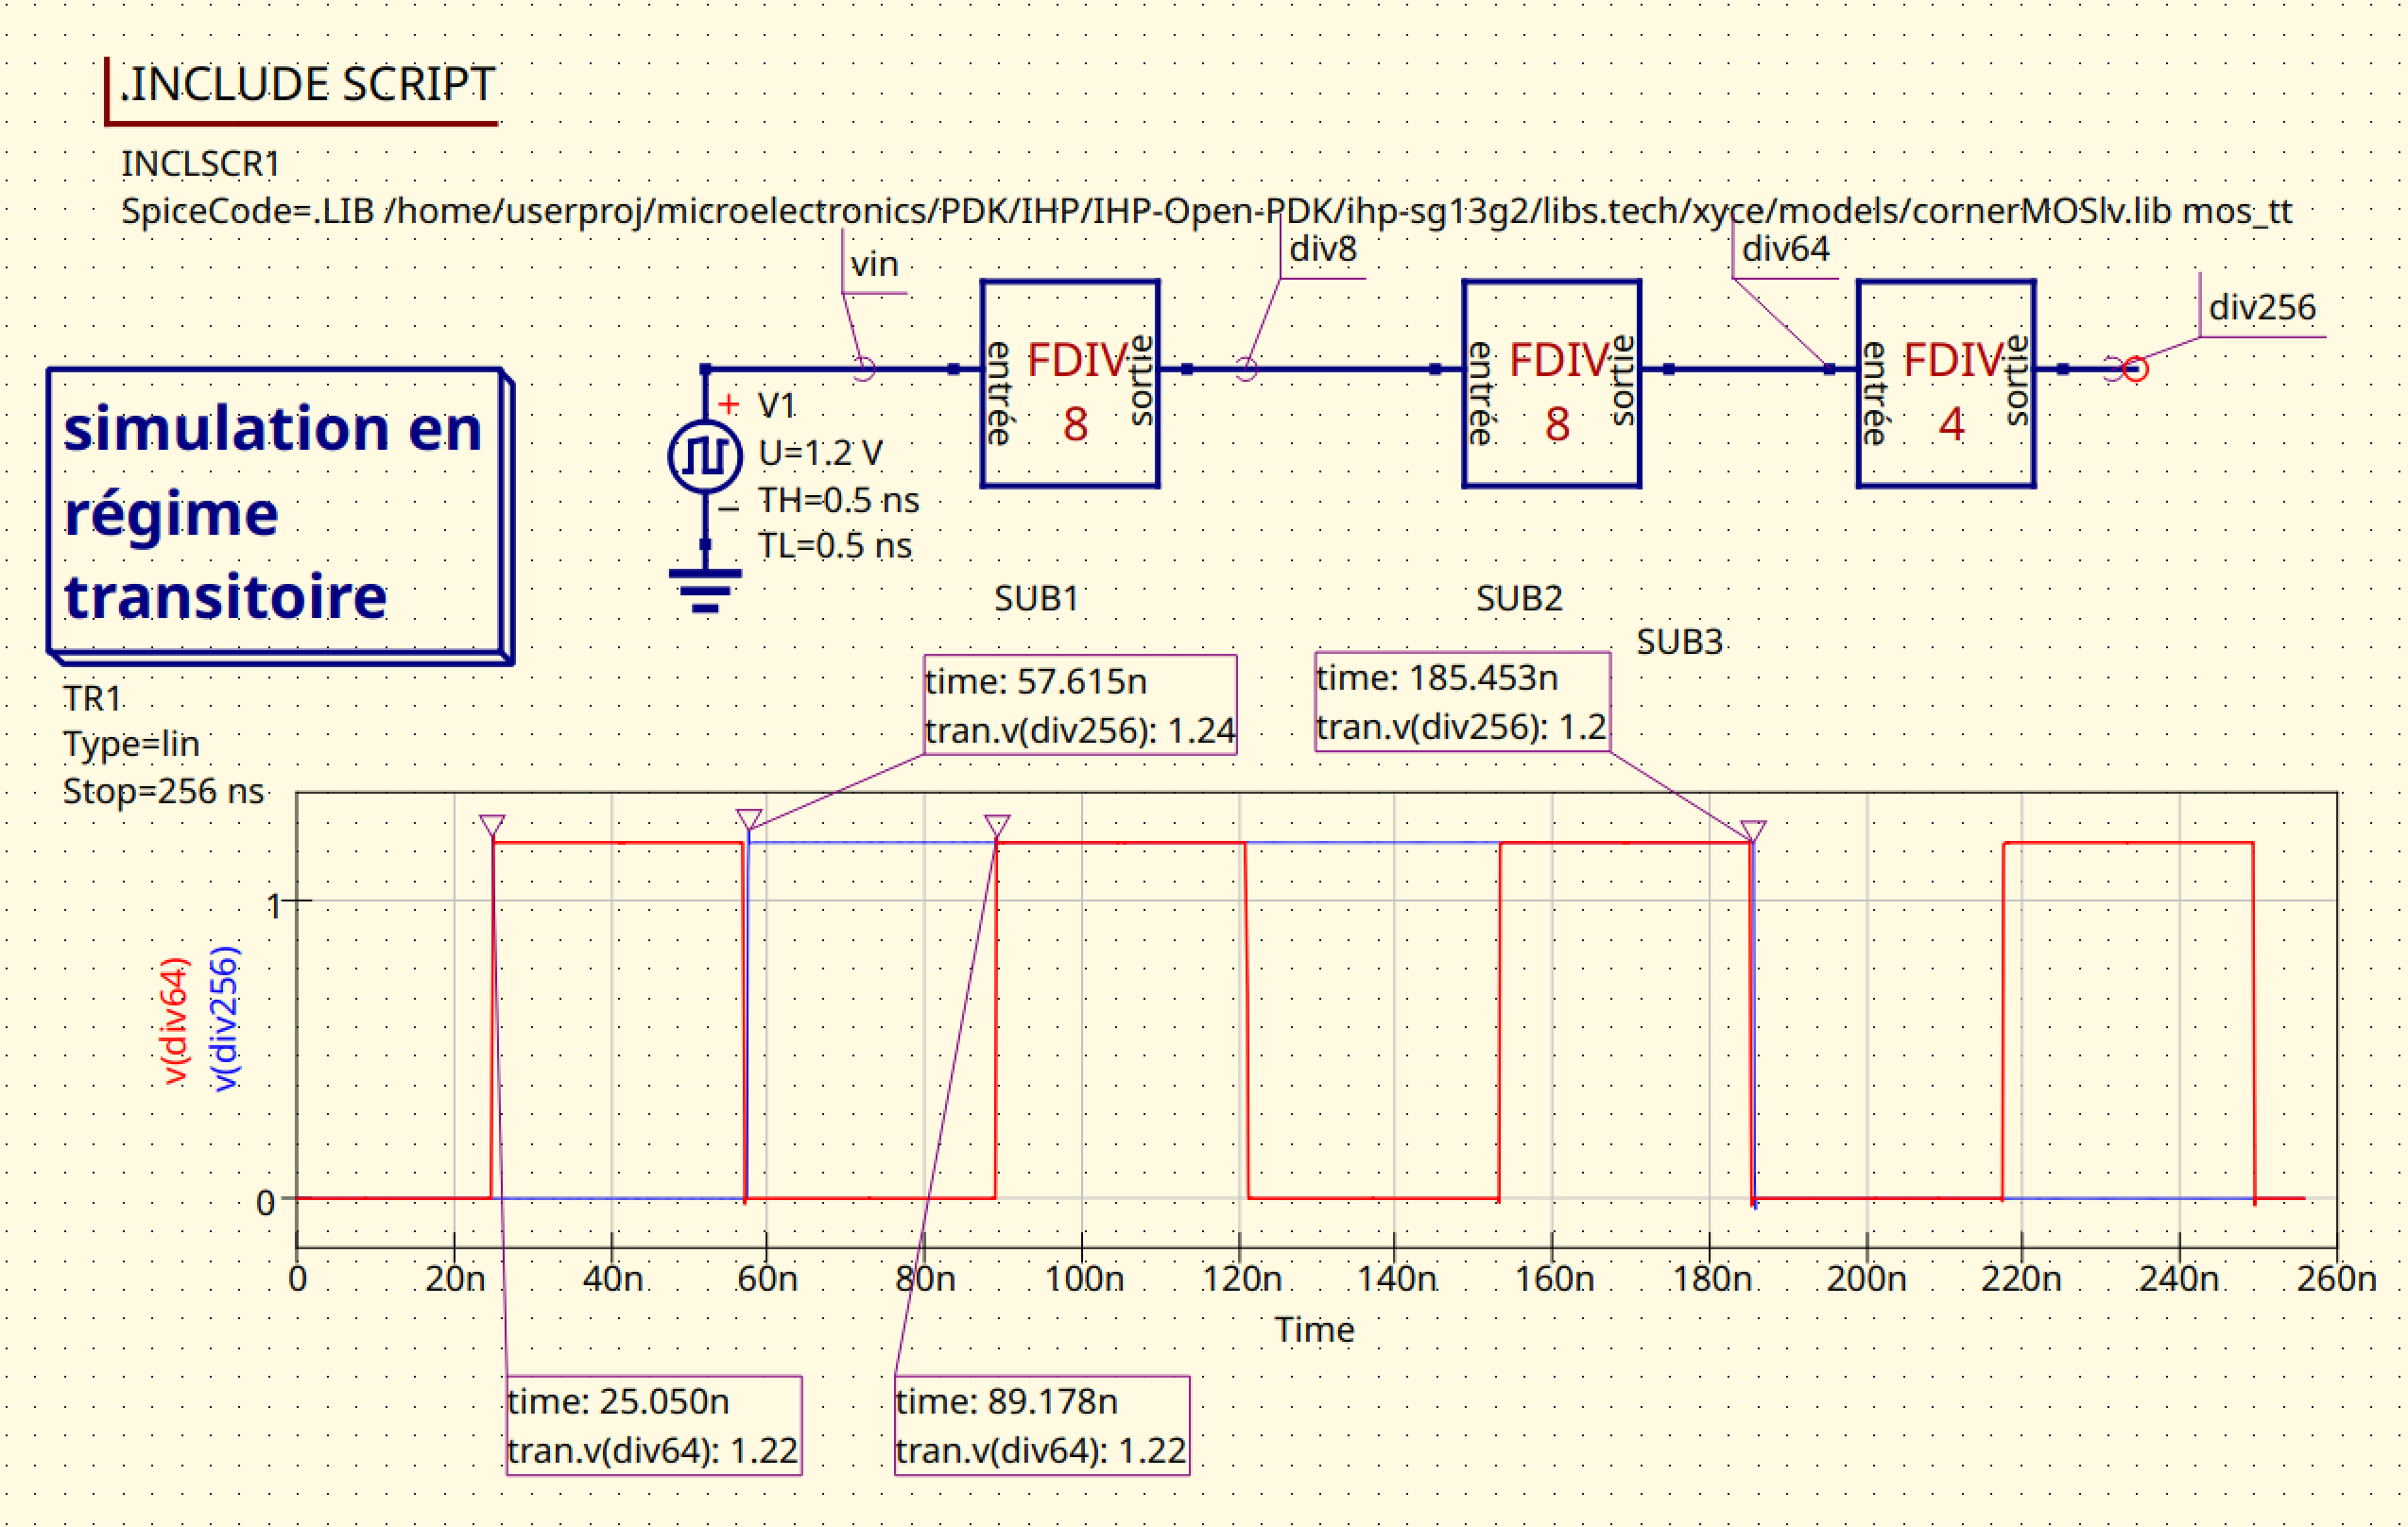 .INCLUDE SCRIPT
INCLSCR1
SpiceCode=.LIB /home/userproj/microelectronics/PDK/IHP/IHP-Open-PDK/ihp-sg13g2/libs.tech/xyce/models/cornerMOSlv.lib mos_tt
vin
div8
div64
div256
entrée
FDIV
8
sortie
entrée
FDIV
8
sortie
entrée
FDIV
4
sortie
+
V1
U=1.2 V
TH=0.5 ns
TL=0.5 ns
–
simulation en
régime
transitoire
SUB1
SUB2
SUB3
TR1
Type=lin
Stop=256 ns
time: 57.615n
tran.v(div256): 1.24
time: 185.453n
tran.v(div256): 1.2
1
0
v(div64)
v(div256)
0 20n 40n 60n 80n 100n 120n 140n 160n 180n 200n 220n 240n 260n
Time
time: 25.050n
tran.v(div64): 1.22
time: 89.178n
tran.v(div64): 1.22